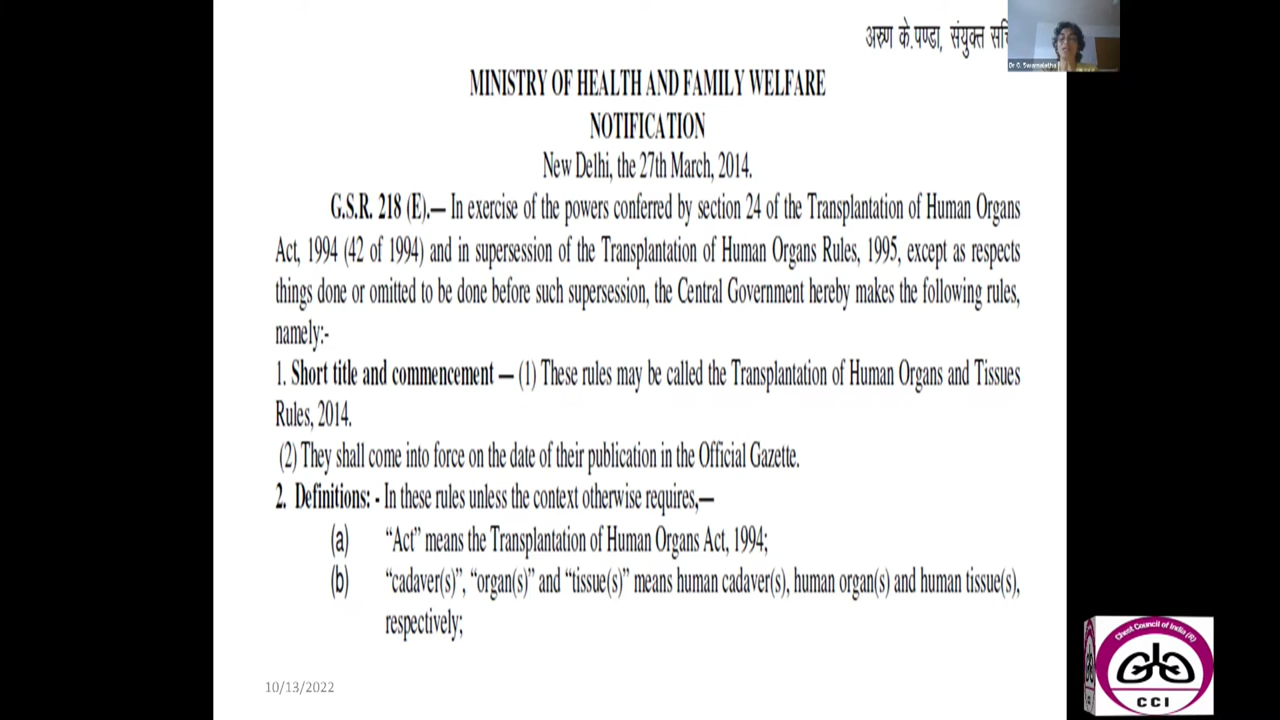 अरुण के.पण्डा, संयुक्त
Dr G. Swarnalatha
MINISTRY OF HEALTH AND FAMILY WELFARE
NOTIFICATION
New Delhi, the 27th March, 2014.
G.S.R. 218 (E).— In exercise of the powers conferred by section 24 of the Transplantation of Human Organs
Act, 1994 (42 of 1994) and in supersession of the Transplantation of Human Organs Rules, 1995, except as respects
things done or omitted to be done before such supersession, the Central Government hereby makes the following rules,
namely:-
1. Short title and commencement — (1) These rules may be called the Transplantation of Human Organs and Tissues
Rules, 2014.
(2) They shall come into force on the date of their publication in the Official Gazette.
2. Definitions: - In these rules unless the context otherwise requires,—
(a) “Act” means the Transplantation of Human Organs Act, 1994;
(b) “cadaver(s)”, “organ(s)” and “tissue(s)” means human cadaver(s), human organ(s) and human tissue(s),
respectively;
10/13/2022
Chest Council of India (R)
CCI